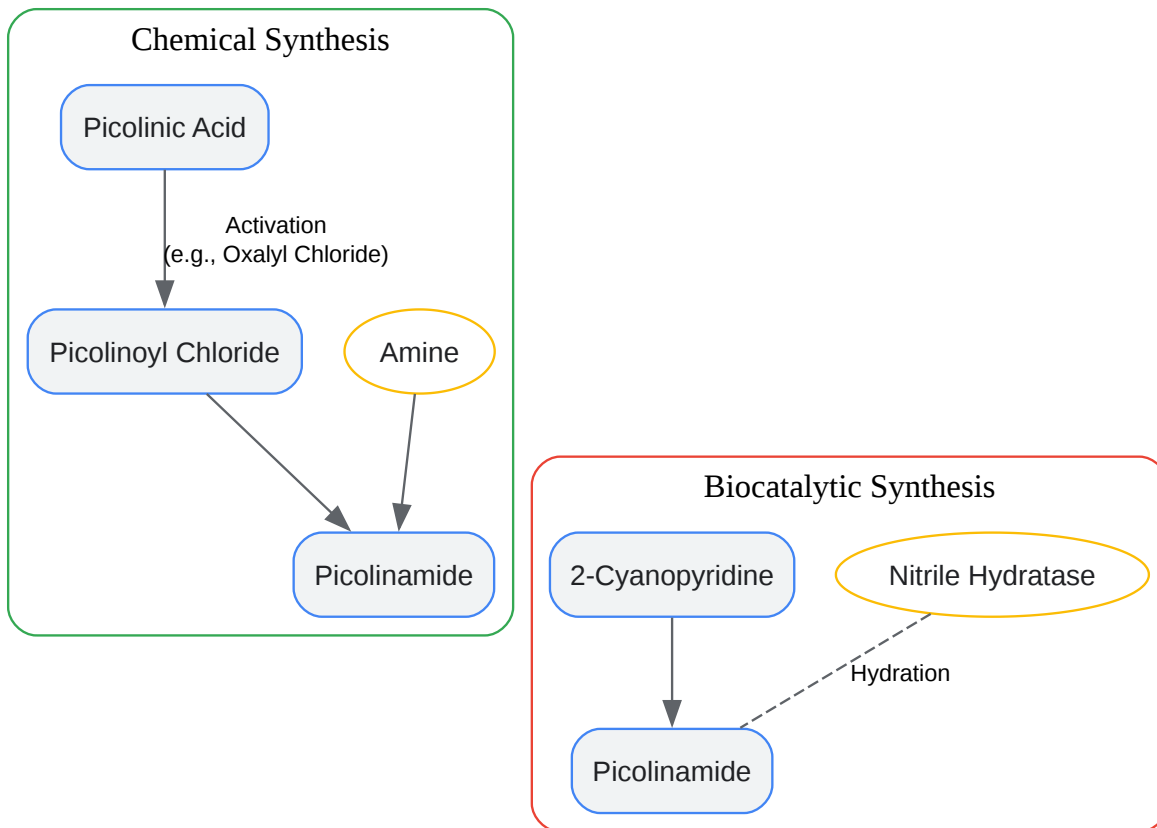 Chemical Synthesis
Picolinic Acid
Activation
(e.g., Oxalyl Chloride)
Picolinoyl Chloride
Amine
Picolinamide
Biocatalytic Synthesis
2-Cyanopyridine
Nitrile Hydratase
Hydration
Picolinamide